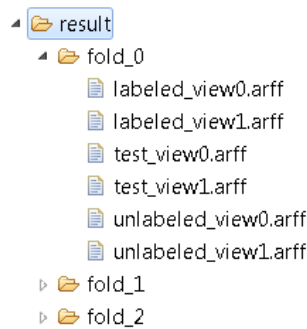 result
fold_0
labeled_view0.arff
labeled_view1.arff
test_view0.arff
test_view1.arff
unlabeled_view0.arff
unlabeled_view1.arff
fold_1
fold_2